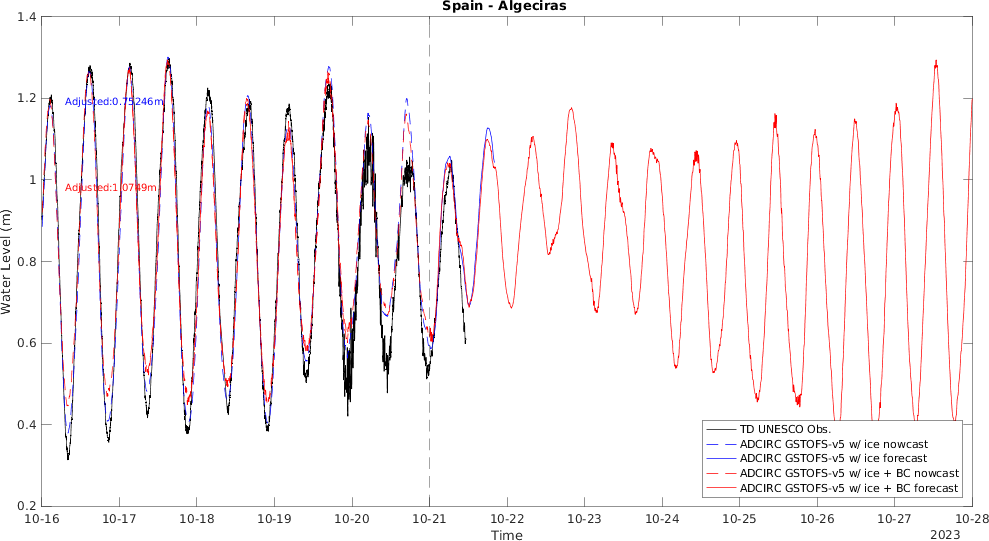 Spain - Algeciras
1.4
1.2
1
0.8
0.6
0.4
0.2
Water Level (m)
Adjusted:0.75246m
Adjusted:1.0749m
TD UNESCO Obs.
ADCIRC GSTOFS-v5 w/ ice nowcast
ADCIRC GSTOFS-v5 w/ ice forecast
ADCIRC GSTOFS-v5 w/ ice + BC nowcast
ADCIRC GSTOFS-v5 w/ ice + BC forecast
10-16 10-17 10-18 10-19 10-20 10-21 10-22 10-23 10-24 10-25 10-26 10-27 10-28
Time
2023